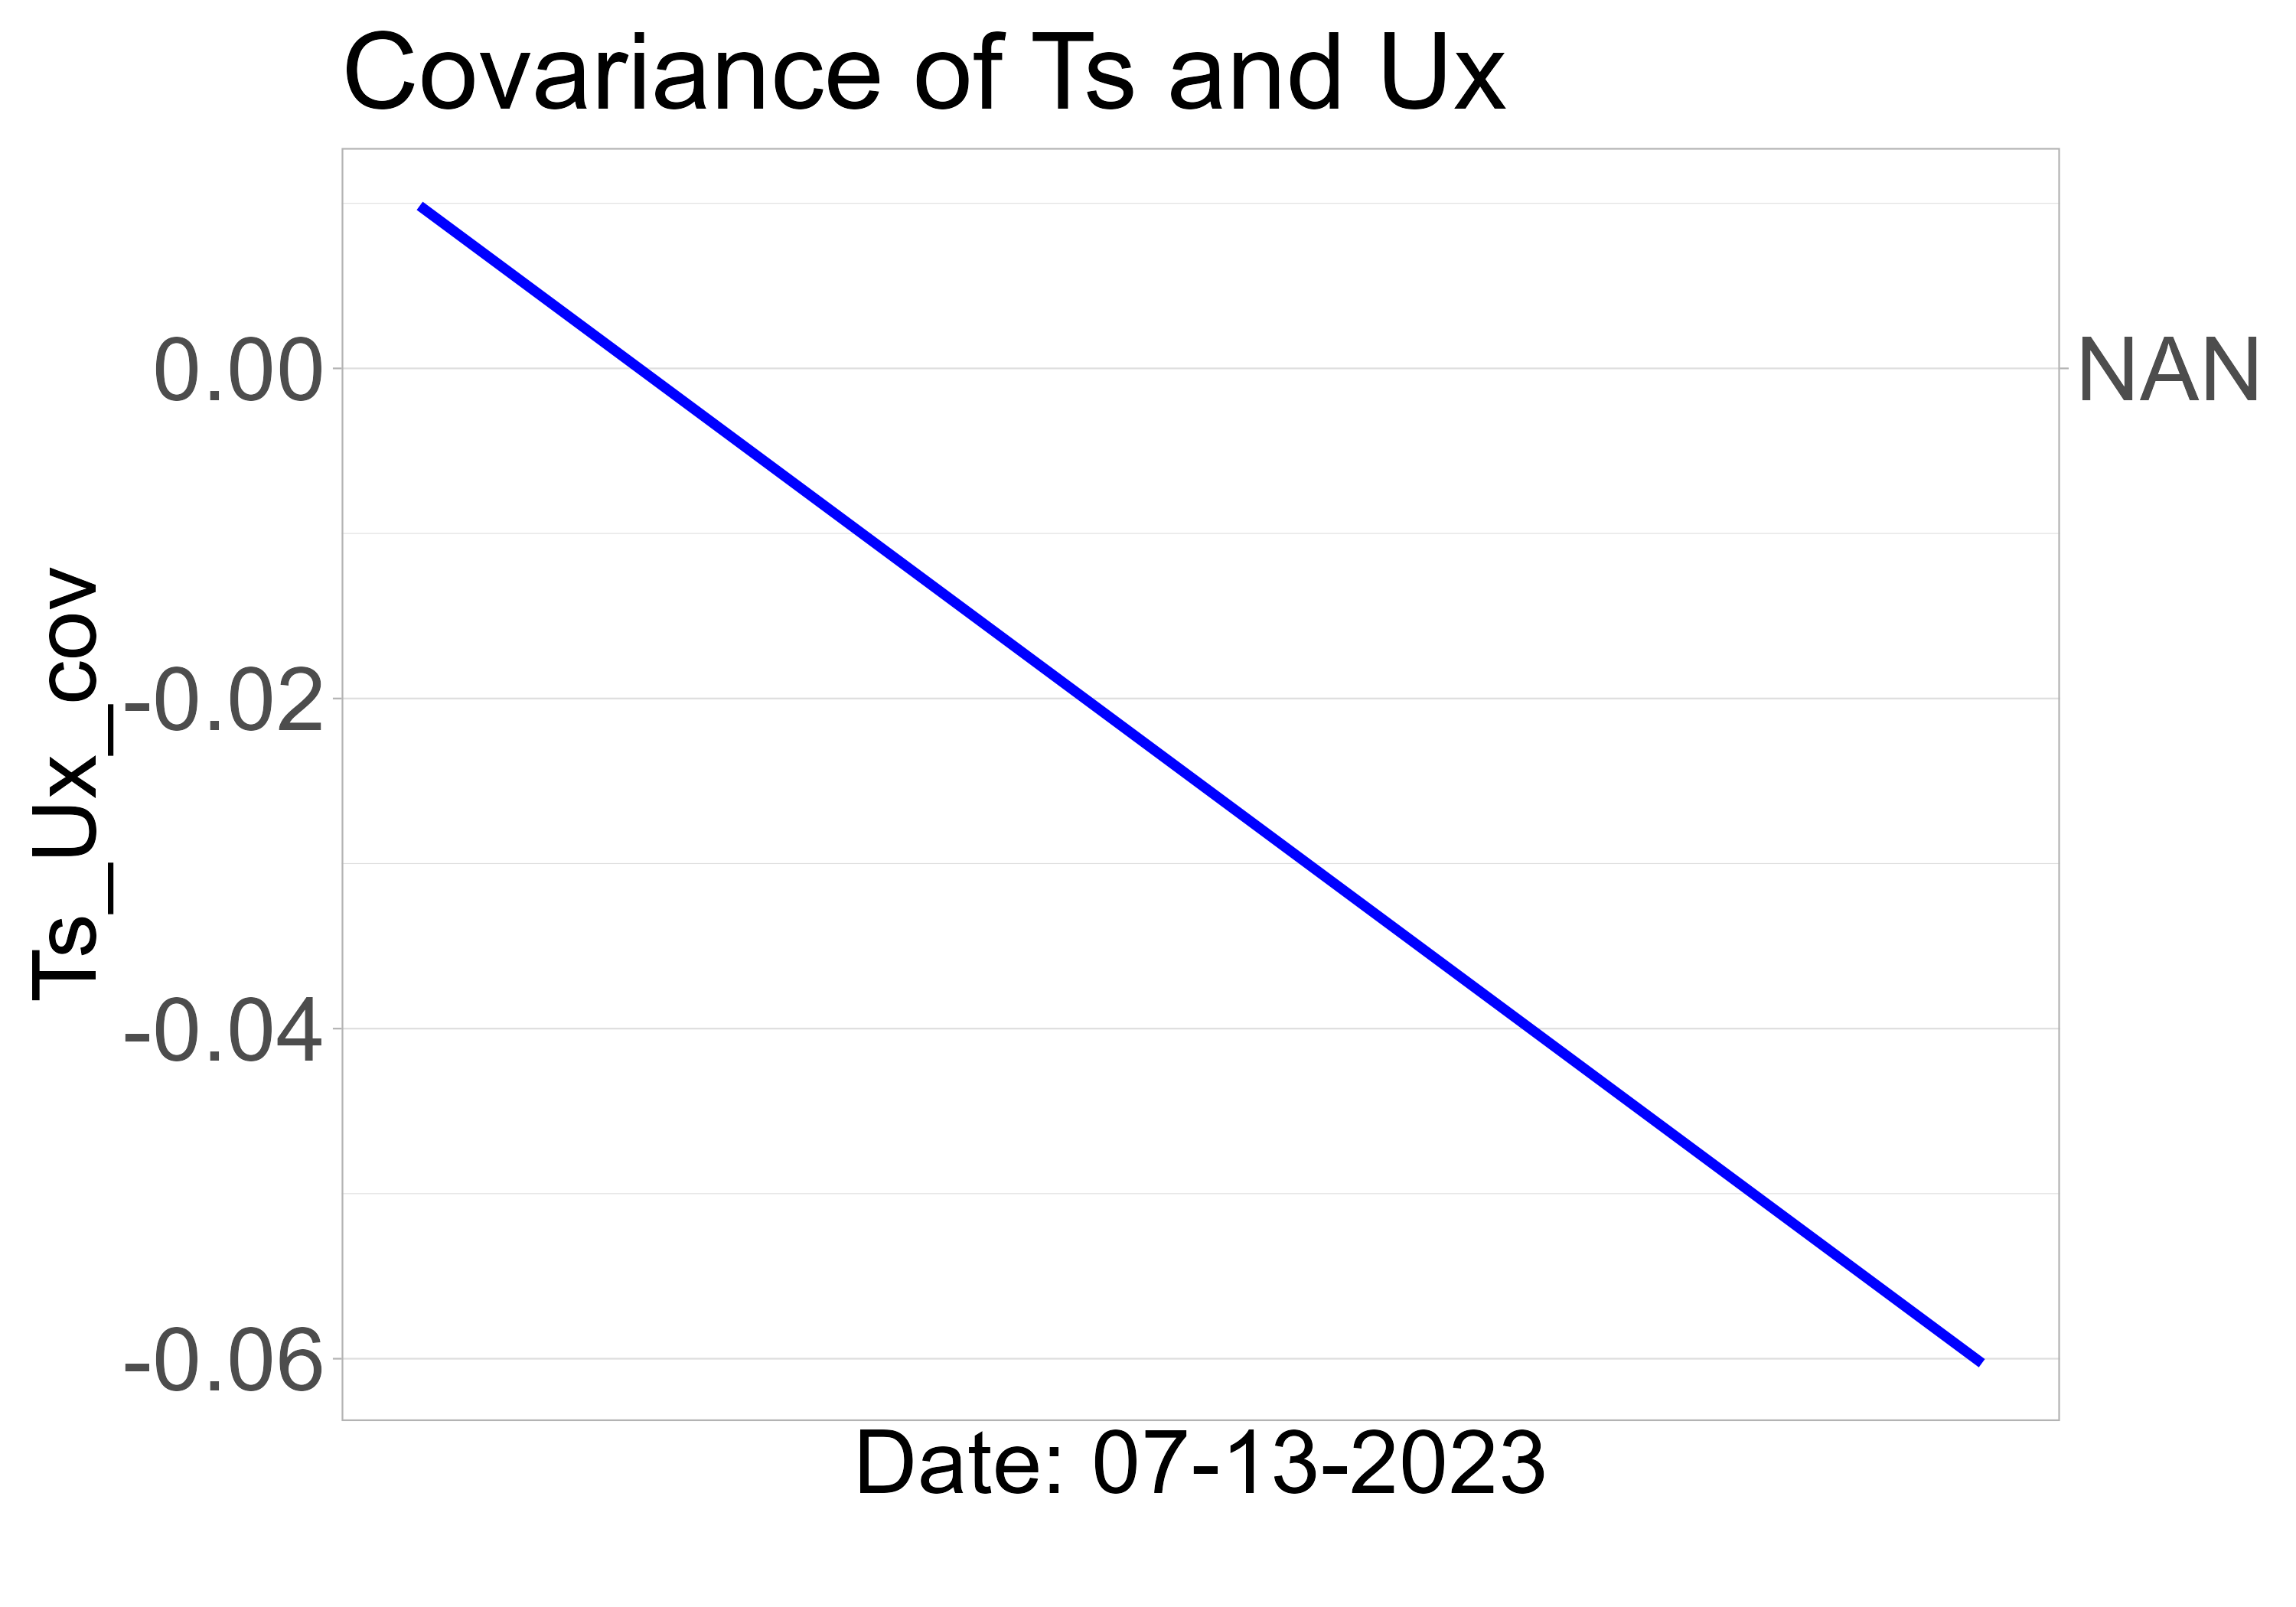 Covariance of Ts and Ux
Ts_Ux_cov
0.00
-0.02
-0.04
-0.06
NAN
Date: 07-13-2023